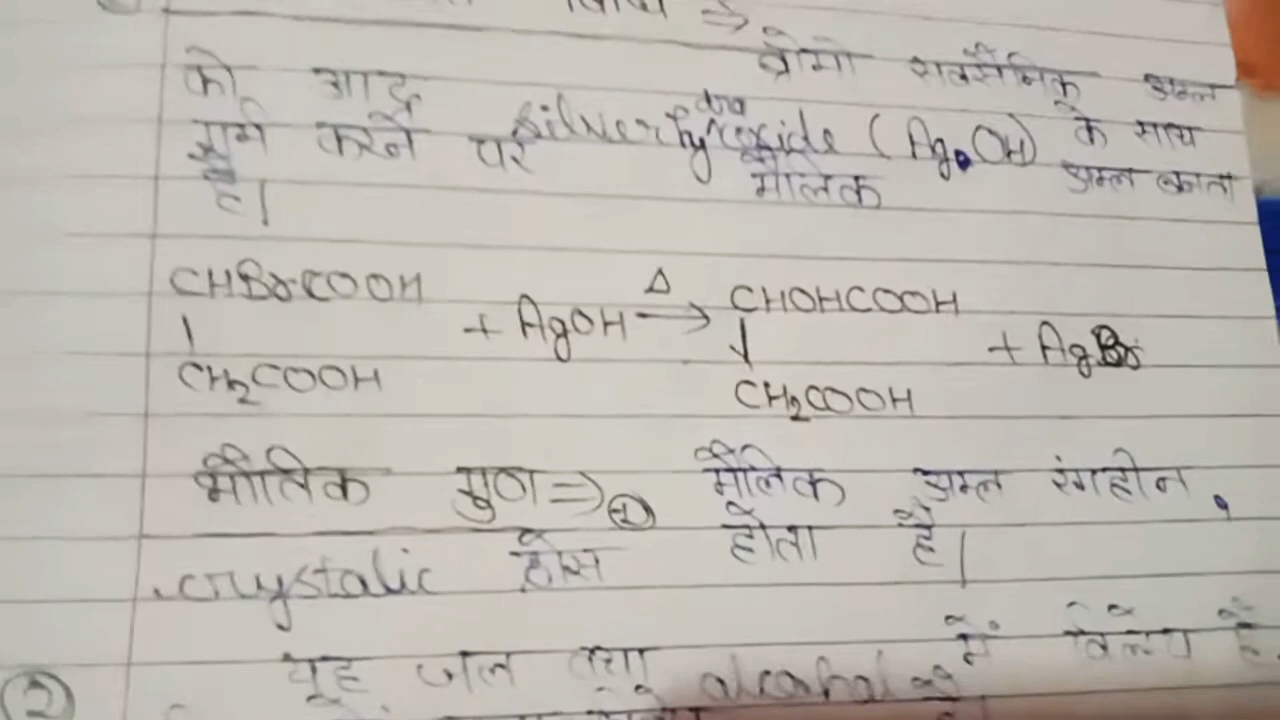 विधि ⇒
ब्रोमो सक्सैनिक अम्ल
को आर्द्र silver hydroxide (AgOH) के साथ
गर्म करने पर मैलिक अम्ल बनता
है।
CHBrCOOH
| + AgOH Δ→
CH₂COOH
CHOHCOOH
| + AgBr
CH₂COOH
भौतिक गुण ⇒ ① मैलिक अम्ल रंगहीन,
crystalic ठोस होता है।
② यह जल तथा alcohal में विलेय है